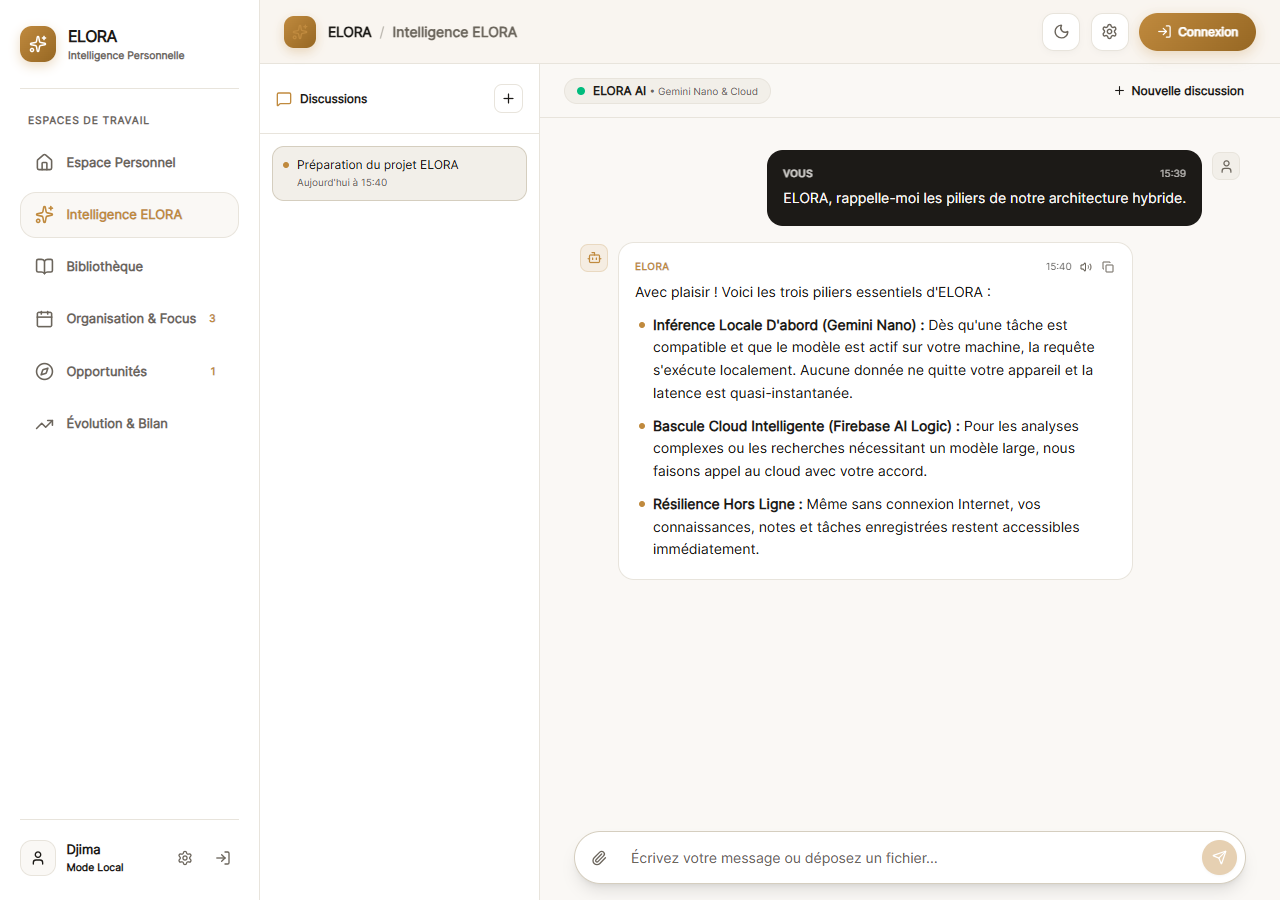 ELORA
Intelligence Personnelle
ESPACES DE TRAVAIL
Espace Personnel
Intelligence ELORA
Bibliothèque
Organisation & Focus 3
Opportunités 1
Évolution & Bilan
Djima
Mode Local
ELORA / Intelligence ELORA
Connexion
Discussions
Préparation du projet ELORA
Aujourd'hui à 15:40
ELORA AI • Gemini Nano & Cloud
Nouvelle discussion
VOUS 15:39
ELORA, rappelle-moi les piliers de notre architecture hybride.
ELORA 15:40
Avec plaisir ! Voici les trois piliers essentiels d'ELORA :
Inférence Locale D'abord (Gemini Nano) : Dès qu'une tâche est
compatible et que le modèle est actif sur votre machine, la requête
s'exécute localement. Aucune donnée ne quitte votre appareil et la
latence est quasi-instantanée.
Bascule Cloud Intelligente (Firebase AI Logic) : Pour les analyses
complexes ou les recherches nécessitant un modèle large, nous
faisons appel au cloud avec votre accord.
Résilience Hors Ligne : Même sans connexion Internet, vos
connaissances, notes et tâches enregistrées restent accessibles
immédiatement.
Écrivez votre message ou déposez un fichier...